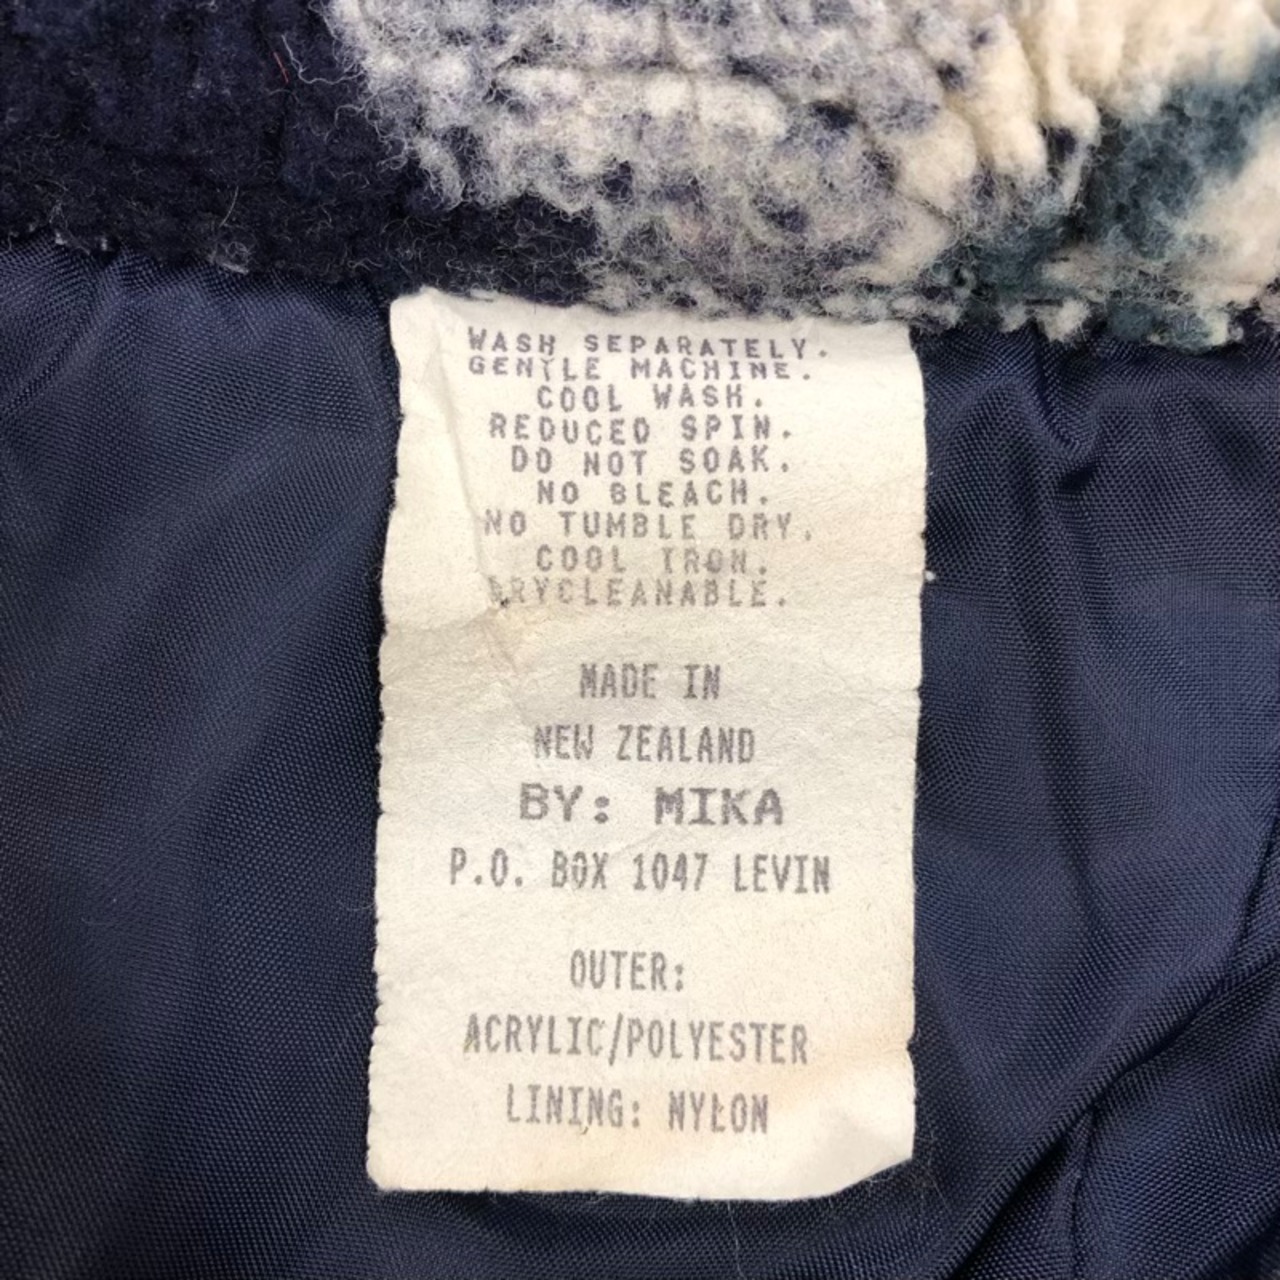 WASH SEPARATELY.
GENTLE MACHINE.
COOL WASH.
REDUCED SPIN.
DO NOT SOAK.
NO BLEACH.
NO TUMBLE DRY.
COOL IRON.
DRYCLEANABLE.
MADE IN
NEW ZEALAND
BY: MIKA
P.O. BOX 1047 LEVIN
OUTER:
ACRYLIC/POLYESTER
LINING: NYLON